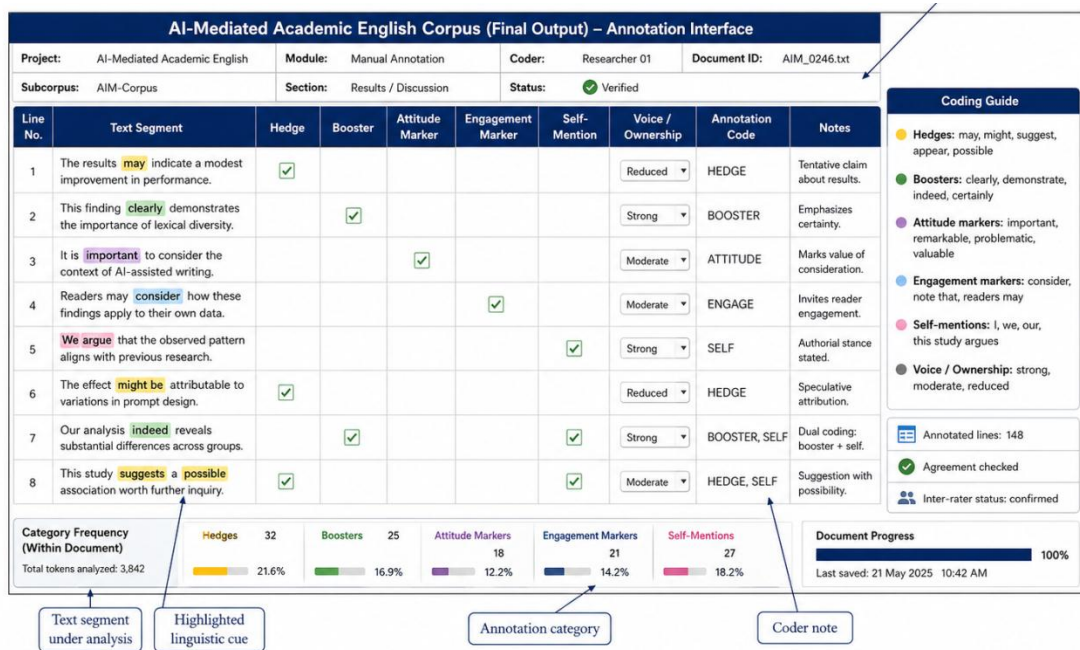 AI-Mediated Academic English Corpus (Final Output) – Annotation Interface
Project: AI-Mediated Academic English Module: Manual Annotation Coder: Researcher 01 Document ID: AIM_0246.txt
Subcorpus: AIM-Corpus Section: Results / Discussion Status: Verified
Line No. Text Segment Hedge Booster Attitude Marker Engagement Marker Self-Mention Voice / Ownership Annotation Code Notes
1 The results may indicate a modest improvement in performance. Reduced HEDGE Tentative claim about results.
2 This finding clearly demonstrates the importance of lexical diversity. Strong BOOSTER Emphasizes certainty.
3 It is important to consider the context of AI-assisted writing. Moderate ATTITUDE Marks value of consideration.
4 Readers may consider how these findings apply to their own data. Moderate ENGAGE Invites reader engagement.
5 We argue that the observed pattern aligns with previous research. Strong SELF Authorial stance stated.
6 The effect might be attributable to variations in prompt design. Reduced HEDGE Speculative attribution.
7 Our analysis indeed reveals substantial differences across groups. Strong BOOSTER, SELF Dual coding: booster + self.
8 This study suggests a possible association worth further inquiry. Moderate HEDGE, SELF Suggestion with possibility.
Coding Guide
Hedges: may, might, suggest,
appear, possible
Boosters: clearly, demonstrate,
indeed, certainly
Attitude markers: important,
remarkable, problematic,
valuable
Engagement markers: consider,
note that, readers may
Self-mentions: I, we, our,
this study argues
Voice / Ownership: strong,
moderate, reduced
Annotated lines: 148
Agreement checked
Inter-rater status: confirmed
Category Frequency
(Within Document)
Total tokens analyzed: 3,842
Hedges 32
21.6%
Boosters 25
16.9%
Attitude Markers
18
12.2%
Engagement Markers
21
14.2%
Self-Mentions
27
18.2%
Document Progress
100%
Last saved: 21 May 2025 10:42 AM
Text segment
under analysis
Highlighted
linguistic cue
Annotation category
Coder note